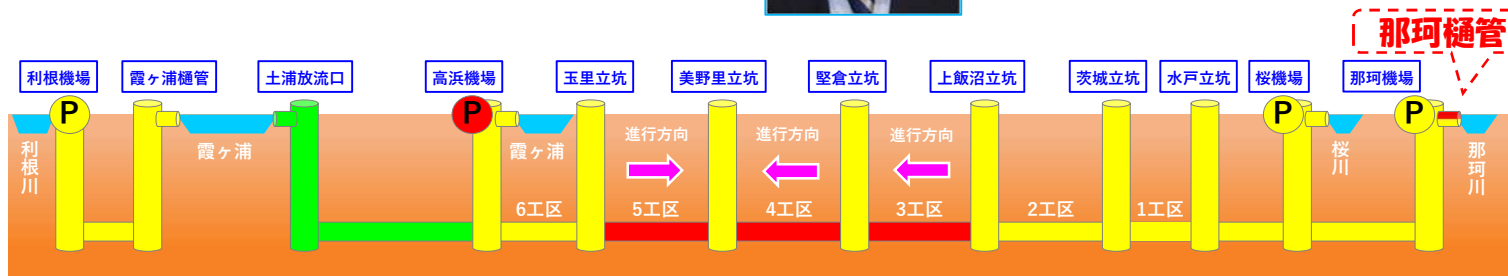 那珂樋管
利根機場
霞ヶ浦樋管
土浦放流口
高浜機場
玉里立坑
美野里立坑
堅倉立坑
上飯沼立坑
茨城立坑
水戸立坑
桜機場
那珂機場
P
P
P
P
利根川
霞ヶ浦
霞ヶ浦
進行方向
進行方向
進行方向
桜川
那珂川
6工区
5工区
4工区
3工区
2工区
1工区